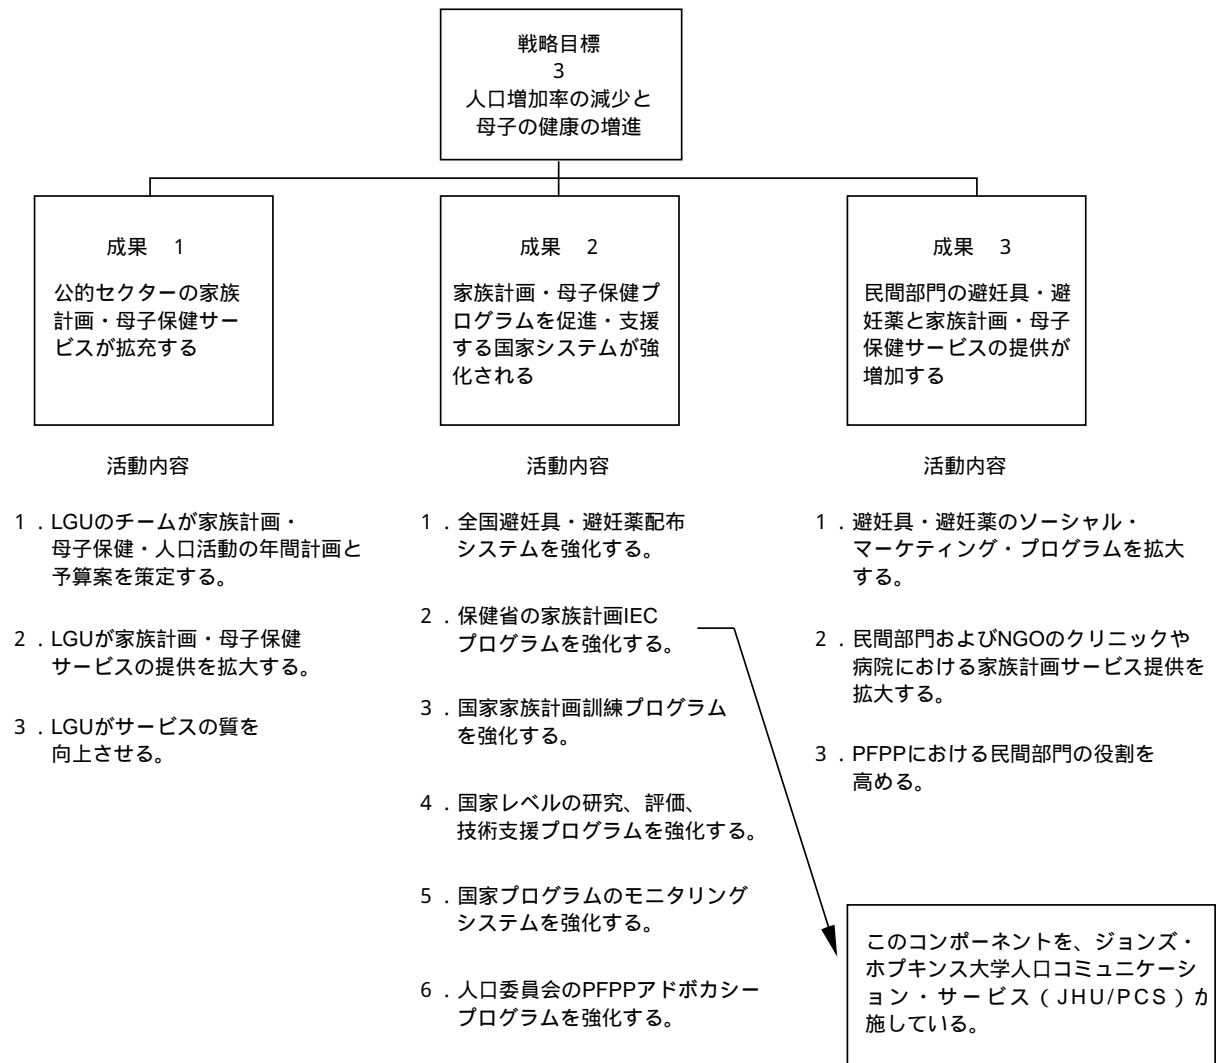 戦略目標
3
人口増加率の減少と
母子の健康の増進
成果　1
公的セクターの家族
計画・母子保健サー
ビスが拡充する
成果　2
家族計画・母子保健プ
ログラムを促進・支援
する国家システムが強
化される
成果　3
民間部門の避妊具・避
妊薬と家族計画・母子
保健サービスの提供が
増加する
活動内容
1．LGUのチームが家族計画・
母子保健・人口活動の年間計画と
予算案を策定する。
2．LGUが家族計画・母子保健
サービスの提供を拡大する。
3．LGUがサービスの質を
向上させる。
活動内容
1．全国避妊具・避妊薬配布
システムを強化する。
2．保健省の家族計画IEC
プログラムを強化する。
3．国家家族計画訓練プログラム
を強化する。
4．国家レベルの研究、評価、
技術支援プログラムを強化する。
5．国家プログラムのモニタリング
システムを強化する。
6．人口委員会のPFPPアドボカシー
プログラムを強化する。
活動内容
1．避妊具・避妊薬のソーシャル・
マーケティング・プログラムを拡大
する。
2．民間部門およびNGOのクリニックや
病院における家族計画サービス提供を
拡大する。
3．PFPPにおける民間部門の役割を
高める。
このコンポーネントを、ジョンズ・
ホプキンス大学人口コミュニケーシ
ョン・サービス（JHU/PCS）が
施している。